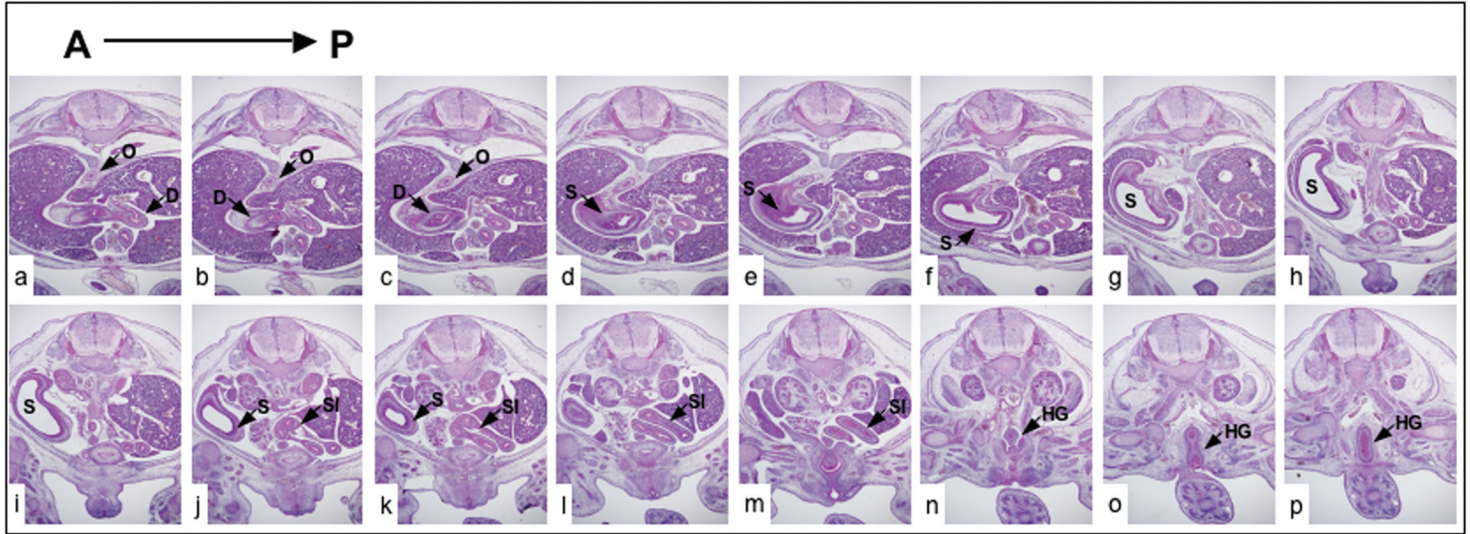 A P
O D
D O
D O
S
S
S
S
S
a b c d e f g h
S
S SI
S SI
SI
SI
HG
HG
HG
i j k l m n o p